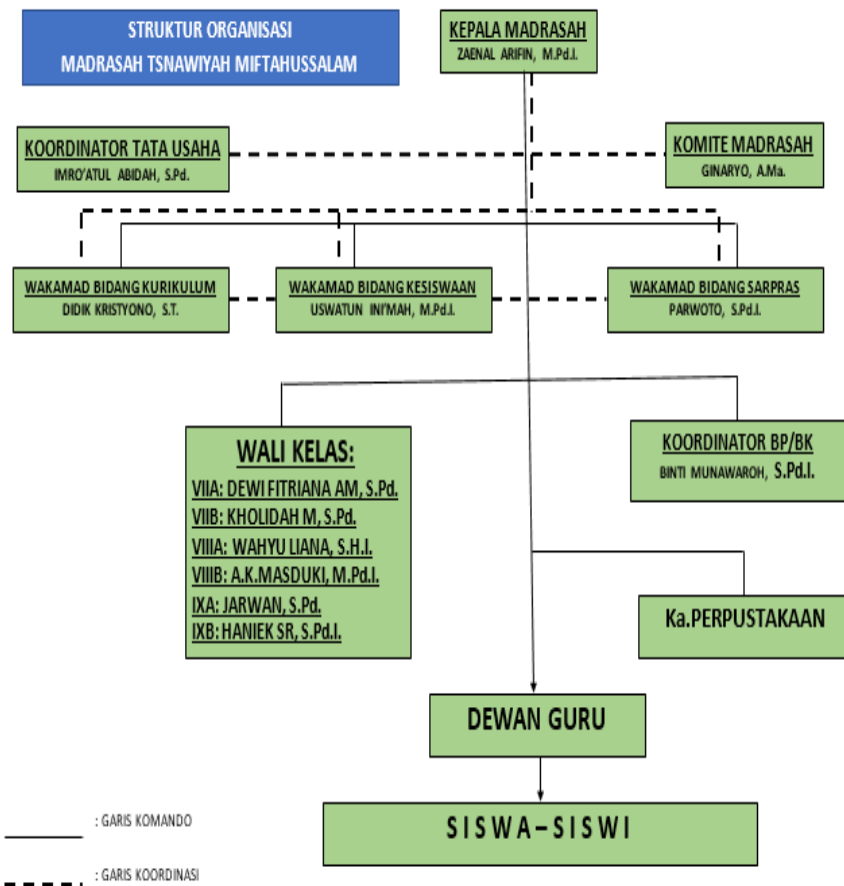 STRUKTUR ORGANISASI
MADRASAH TSNAWIYAH MIFTAHUSSALAM
KEPALA MADRASAH
ZAENAL ARIFIN, M.Pd.I.
KOORDINATOR TATA USAHA
IMRO'ATUL ABIDAH, S.Pd.
KOMITE MADRASAH
GINARYO, A.Ma.
WAKAMAD BIDANG KURIKULUM
DIDIK KRISTYONO, S.T.
WAKAMAD BIDANG KESISWAAN
USWATUN INI'MAH, M.Pd.I.
WAKAMAD BIDANG SARPRAS
PARWOTO, S.Pd.I.
WALI KELAS:
VIIA: DEWI FITRIANA AM, S.Pd.
VIIB: KHOLIDAH M, S.Pd.
VIIIA: WAHYU LIANA, S.H.I.
VIIIB: A.K.MASDUKI, M.Pd.I.
IXA: JARWAN, S.Pd.
IXB: HANIEK SR, S.Pd.I.
KOORDINATOR BP/BK
BINTI MUNAWAROH, S.Pd.I.
Ka.PERPUSTAKAAN
DEWAN GURU
SISWA–SISWI
: GARIS KOMANDO
: GARIS KOORDINASI